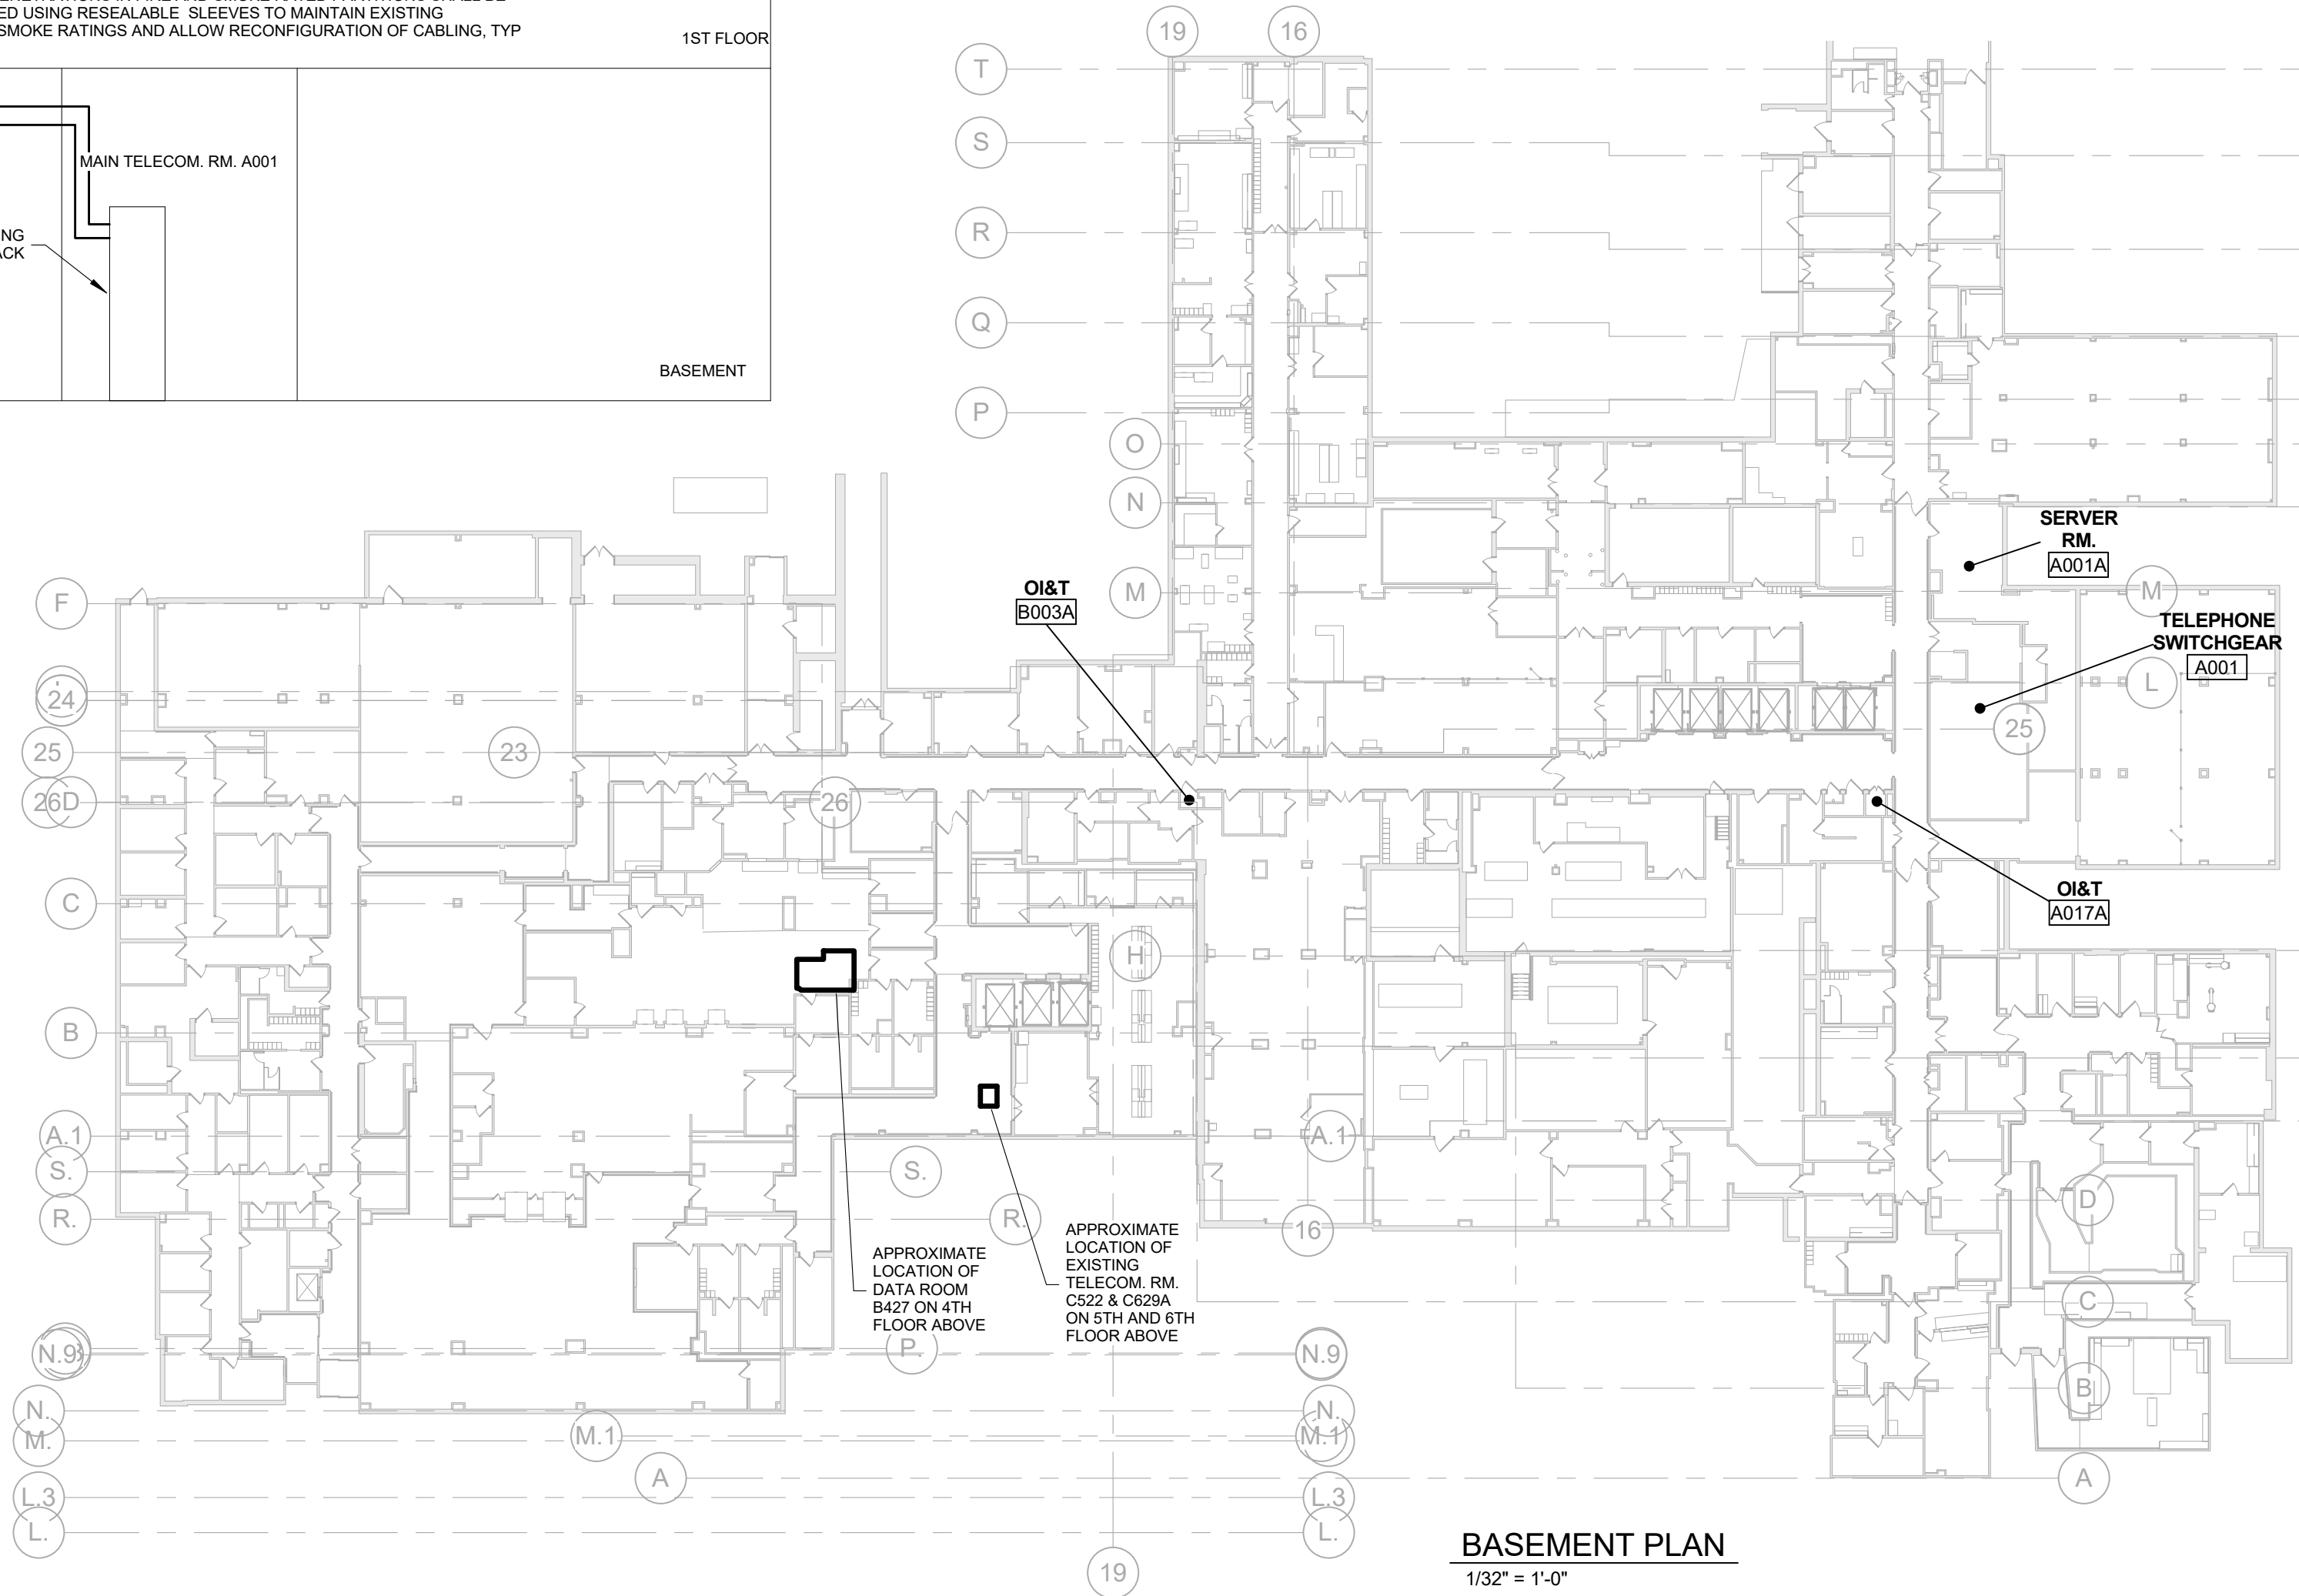 ED USING RESEALABLE SLEEVES TO MAINTAIN EXISTING
SMOKE RATINGS AND ALLOW RECONFIGURATION OF CABLING, TYP
1ST FLOOR
MAIN TELECOM. RM. A001
NG
ACK
BASEMENT
19
16
T
S
R
Q
P
O
N
M
OI&T
B003A
SERVER
RM.
A001A
M
TELEPHONE
SWITCHGEAR
A001
L
25
F
24
25
23
26
D
26
C
H
OI&T
A017A
B
A.1
A.1
S.
S.
R.
R.
16
D
APPROXIMATE
LOCATION OF
DATA ROOM
B427 ON 4TH
FLOOR ABOVE
APPROXIMATE
LOCATION OF
EXISTING
TELECOM. RM.
C522 & C629A
ON 5TH AND 6TH
FLOOR ABOVE
C
N.9
P.
N.9
B
N.
N.
M.
M.1
M.1
A
A
L.3
L.3
L.
L.
19
BASEMENT PLAN
1/32" = 1'-0"